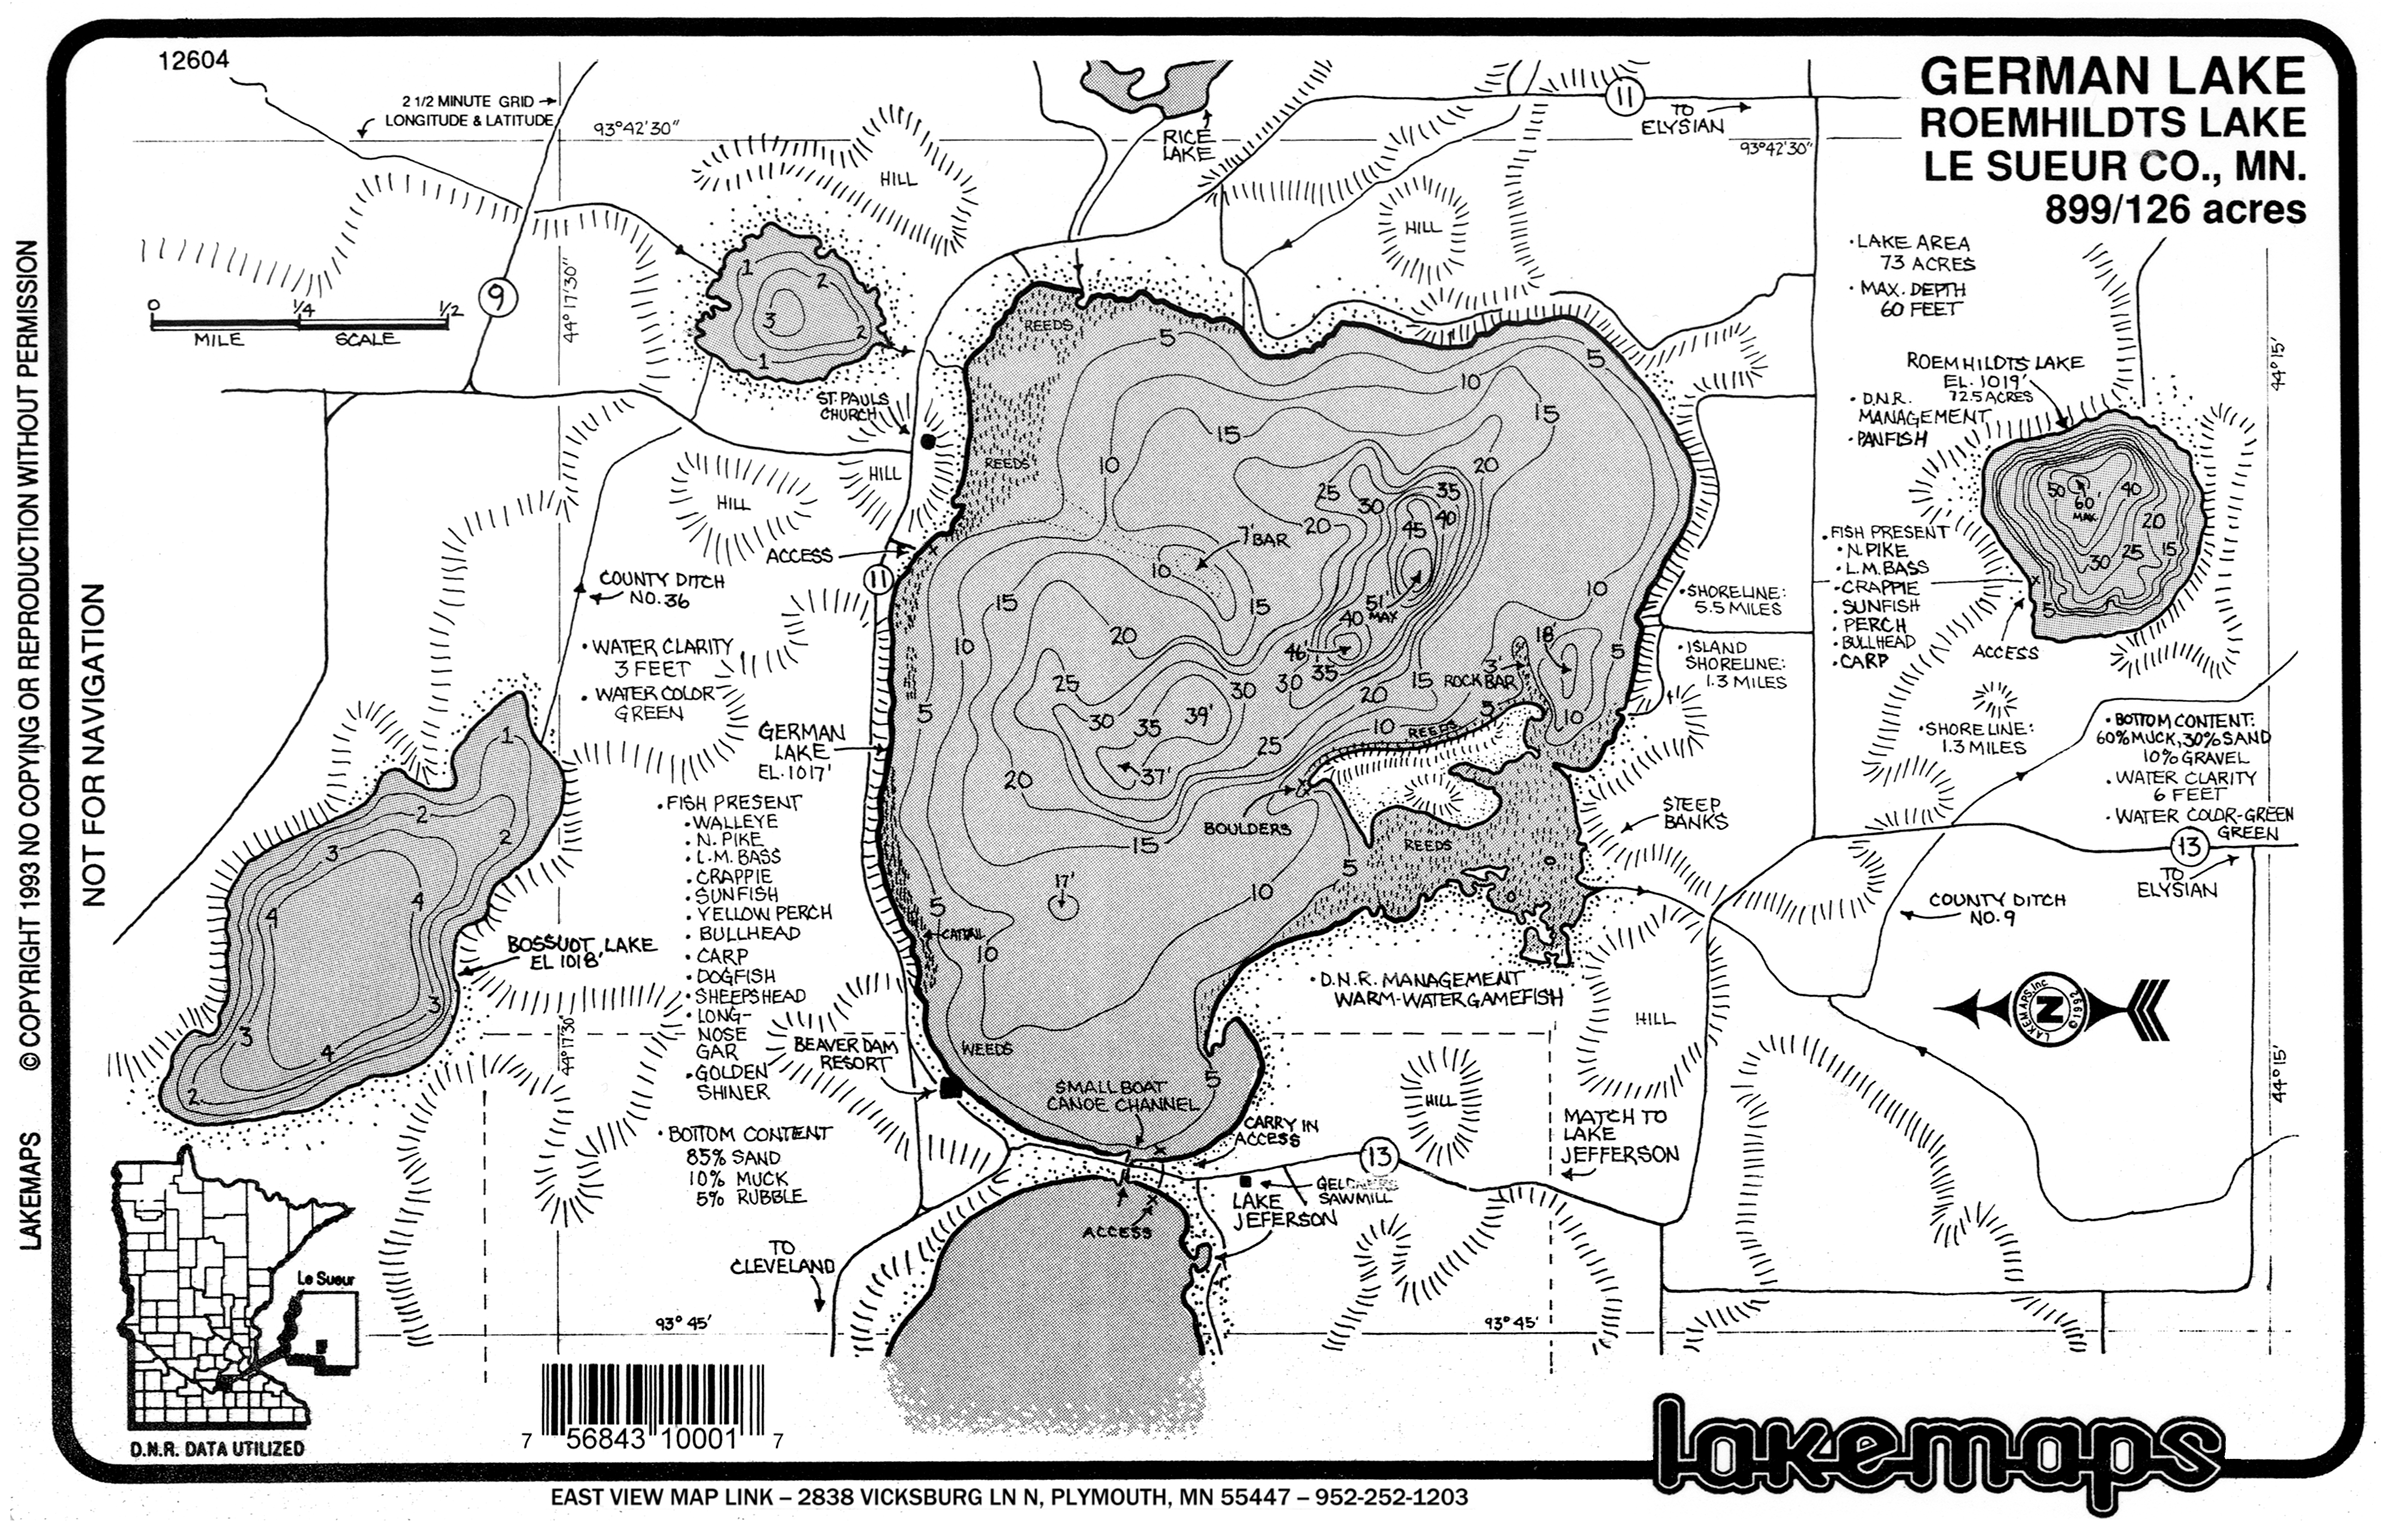 12604
2 1/2 MINUTE GRID
LONGITUDE & LATITUDE
93°42'30"
RICE
LAKE
11
TO
ELYSIAN
93°42'30"
GERMAN LAKE
ROEMHILDTS LAKE
LE SUEUR CO., MN.
899/126 acres
HILL
HILL
0
1/4
1/2
MILE
SCALE
9
44°17'30"
1
2
3
2
1
ST. PAULS
CHURCH
HILL
HILL
ACCESS
11
COUNTY DITCH
NO. 36
• WATER CLARITY
3 FEET
• WATER COLOR
GREEN
GERMAN
LAKE
EL. 1017'
• FISH PRESENT
• WALLEYE
• N. PIKE
• L.M. BASS
• CRAPPIE
• SUNFISH
• YELLOW PERCH
• BULLHEAD
• CARP
• DOGFISH
• SHEEPSHEAD
• LONG-
NOSE
GAR
• GOLDEN
SHINER
• BOTTOM CONTENT
85% SAND
10% MUCK
5% RUBBLE
BOSSUOT LAKE
EL 1018'
1
2
2
3
4
4
3
3
4
2
44°17'30"
BEAVER DAM
RESORT
TO
CLEVELAND
REEDS
REEDS
5
5
10
15
15
10
20
25
30
35
40
45
20
7' BAR
10
15
51'
MAX
40
46'
35
30
30
20
15
10
15
20
10
25
30
35
39'
37'
25
20
15
5
17'
10
5
5
CATTAIL
10
WEEDS
5
18'
3'
ROCK BAR
5
10
5
10
REEDS
BOULDERS
REEDS
STEEP
BANKS
• SHORELINE:
5.5 MILES
• ISLAND
SHORELINE:
1.3 MILES
• D.N.R. MANAGEMENT
WARM-WATER GAMEFISH
SMALL BOAT
CANOE CHANNEL
CARRY IN
ACCESS
13
SAWMILL
LAKE
JEFERSON
ACCESS
HILL
HILL
MATCH TO
LAKE
JEFFERSON
• LAKE AREA
73 ACRES
• MAX. DEPTH
60 FEET
ROEMHILDTS LAKE
EL. 1019'
72.5 ACRES
• D.N.R.
MANAGEMENT
• PANFISH
• FISH PRESENT
• N. PIKE
• L.M. BASS
• CRAPPIE
• SUNFISH
• PERCH
• BULLHEAD
• CARP
ACCESS
50
60'
MAX.
40
20
30
25
15
5
44°15'
• SHORELINE:
1.3 MILES
• BOTTOM CONTENT:
60% MUCK, 30% SAND
10% GRAVEL
• WATER CLARITY
6 FEET
• WATER COLOR-GREEN
GREEN
13
TO
ELYSIAN
COUNTY DITCH
NO. 9
LAKEMAPS, Inc
©1992
N
44°15'
93° 45'
93° 45'
Le Sueur
D.N.R. DATA UTILIZED
7 56843 10001 7
lakemaps
EAST VIEW MAP LINK – 2838 VICKSBURG LN N, PLYMOUTH, MN 55447 – 952-252-1203
LAKEMAPS © COPYRIGHT 1993 NO COPYING OR REPRODUCTION WITHOUT PERMISSION
NOT FOR NAVIGATION
HILL